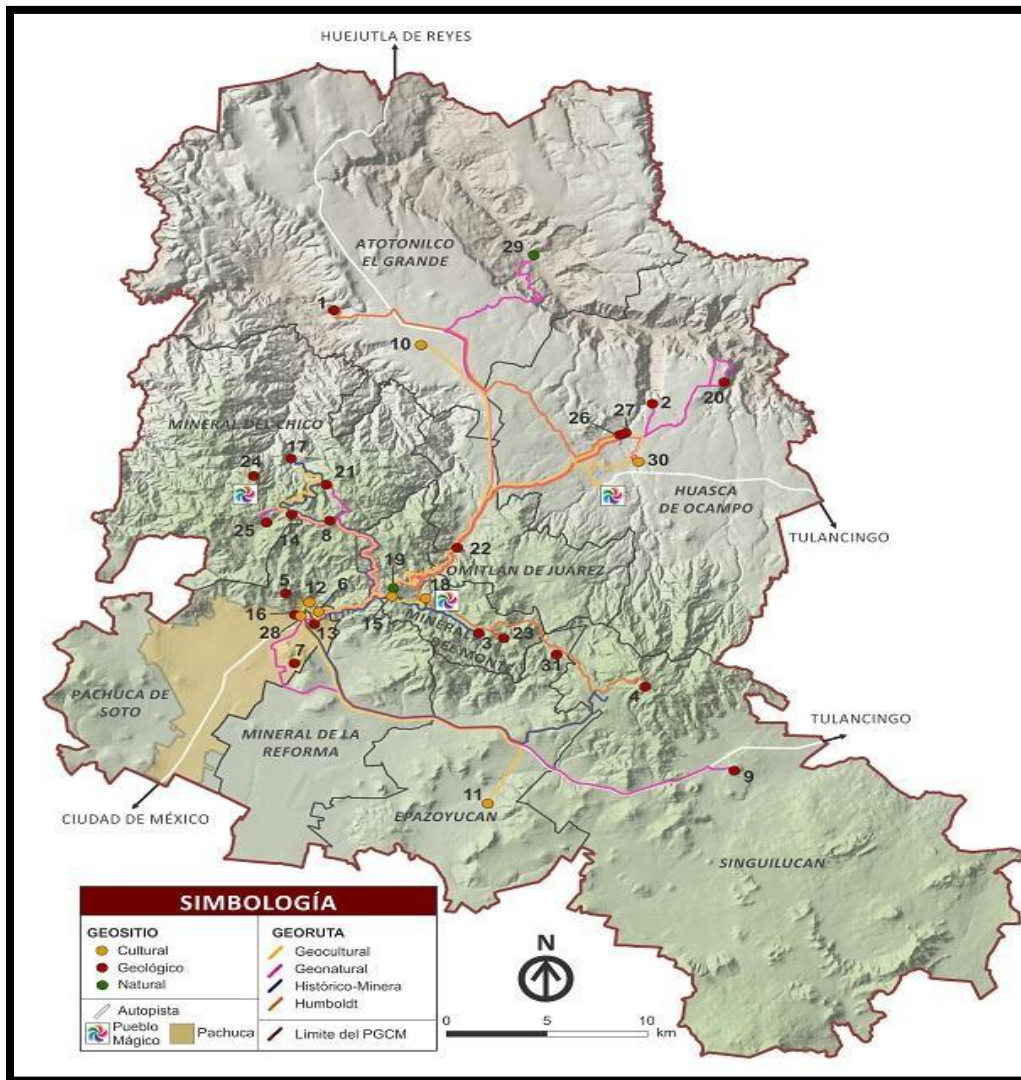 HUEJUTLA DE REYES
ATOTONILCO
EL GRANDE
29
1
10
20
2
27
26
MINERAL DEL CHICO
17
24
30
21
HUASCA
DE OCAMPO
25
14
8
TULANCINGO
22
19
OMITLÁN DE JUÁREZ
5
12
6
18
16
15
MINERAL
DEL MONTE
28
13
3
23
7
31
4
PACHUCA DE
SOTO
TULANCINGO
MINERAL DE LA
REFORMA
9
11
CIUDAD DE MÉXICO
EPAZOYUCAN
SINGUILUCAN
SIMBOLOGÍA
GEOSITIO
Cultural
Geológico
Natural
Autopista
Pueblo
Mágico
Pachuca
GEORUTA
Geocultural
Geonatural
Histórico-Minera
Humboldt
Limite del PGCM
N
0 5 10
km